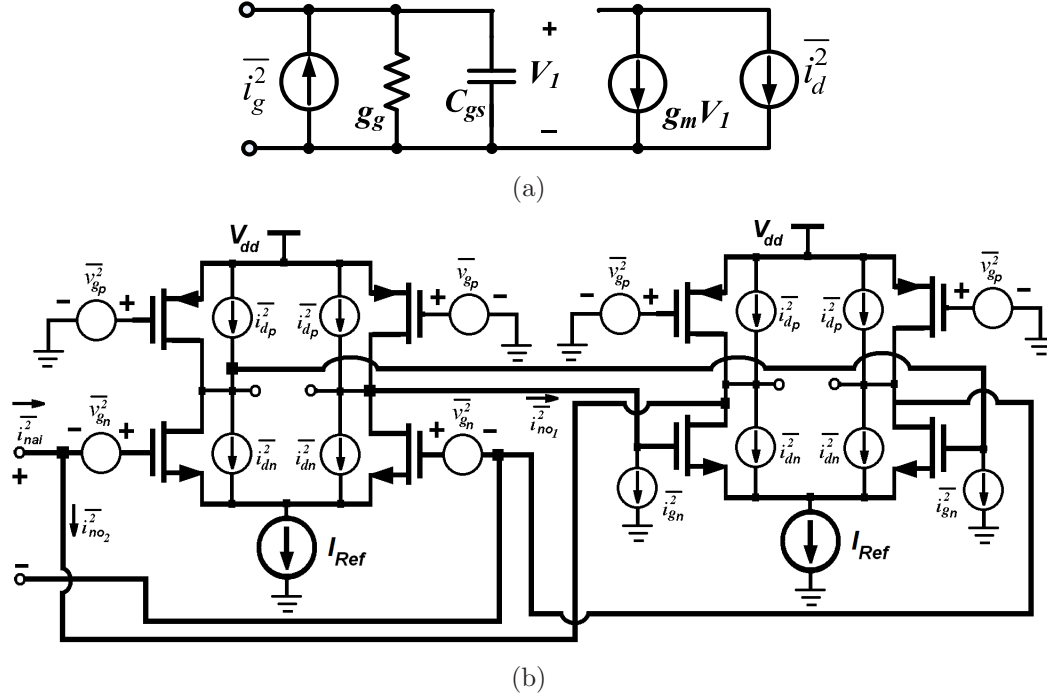 i_g^2 g_g C_gs + V_1 − g_m V_1 i_d^2
(a)
V_dd V_dd
v_gp^2 − + i_dp^2 i_dp^2 + v_gp − v_gp^2 − + i_dp^2 i_dp^2 + v_gp^2 −
i_nai^2 + v_gn^2 − + i_dn^2 i_dn^2 + v_gn^2 − i_no1^2 i_dn^2 i_dn^2
i_no2^2 I_Ref i_gn^2 I_Ref i_gn^2
−
(b)